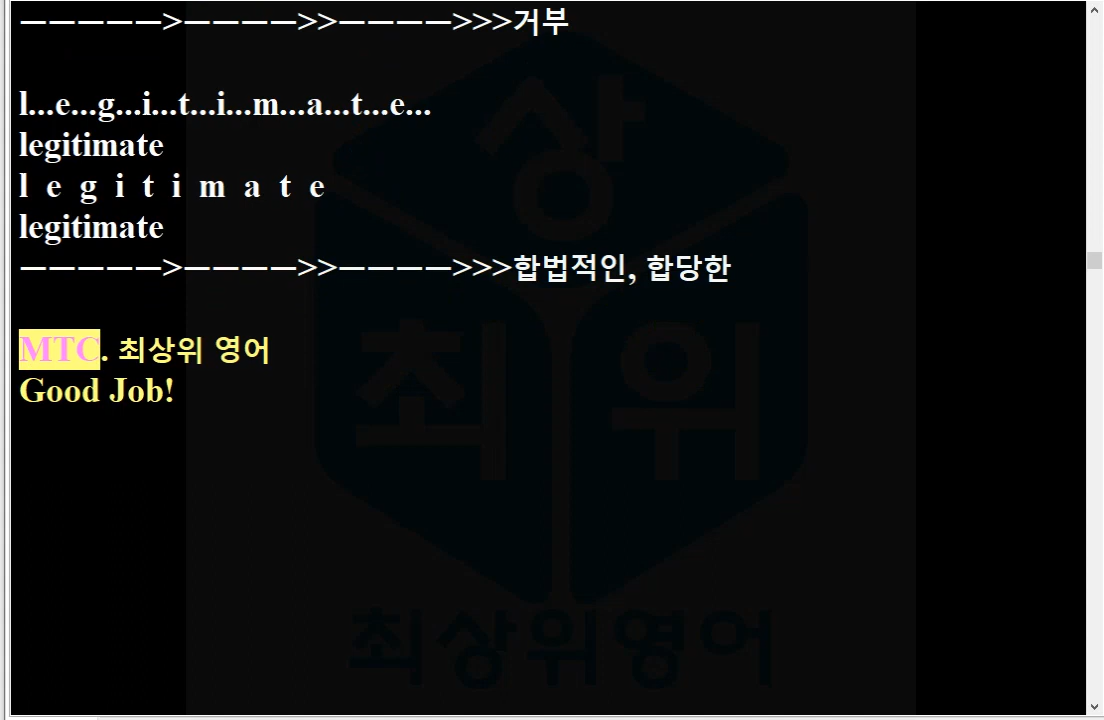 —————>————>>————>>>거부
l...e...g...i...t...i...m...a...t...e...
legitimate
l e g i t i m a t e
legitimate
—————>————>>————>>>합법적인, 합당한
MTC. 최상위 영어
Good Job!
상
최 위
최상위영어